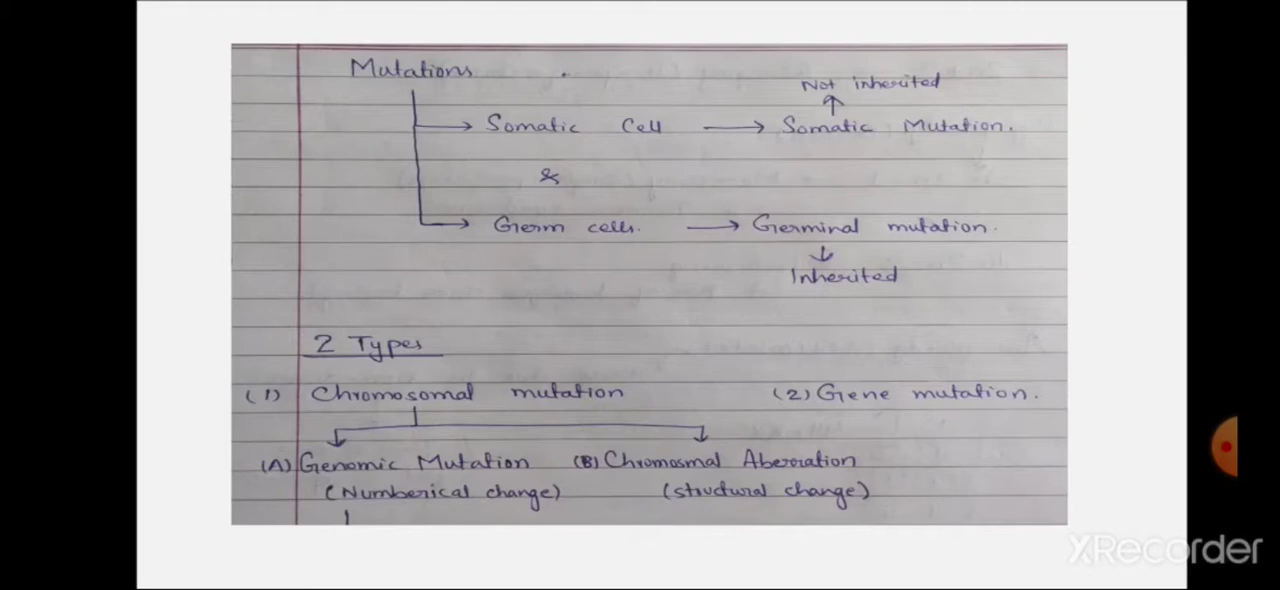 Mutations
Not inherited
Somatic Cell → Somatic Mutation.
&
Germ cells. → Germinal mutation.
Inherited
2 Types
(1) Chromosomal mutation (2) Gene mutation.
(A) Genomic Mutation (B) Chromosmal Aberration
(Numberical change) (structural change)
XRecorder